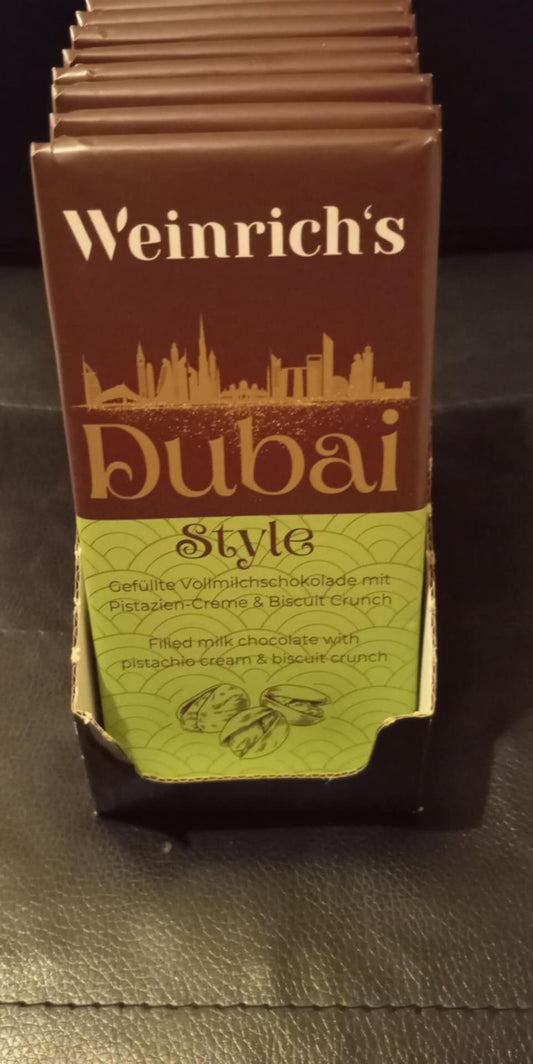 Weinrich‘s
Dubai
Style
Gefüllte Vollmilchschokolade mit
Pistazien-Creme & Biscuit Crunch
Filled milk chocolate with
pistachio cream & biscuit crunch